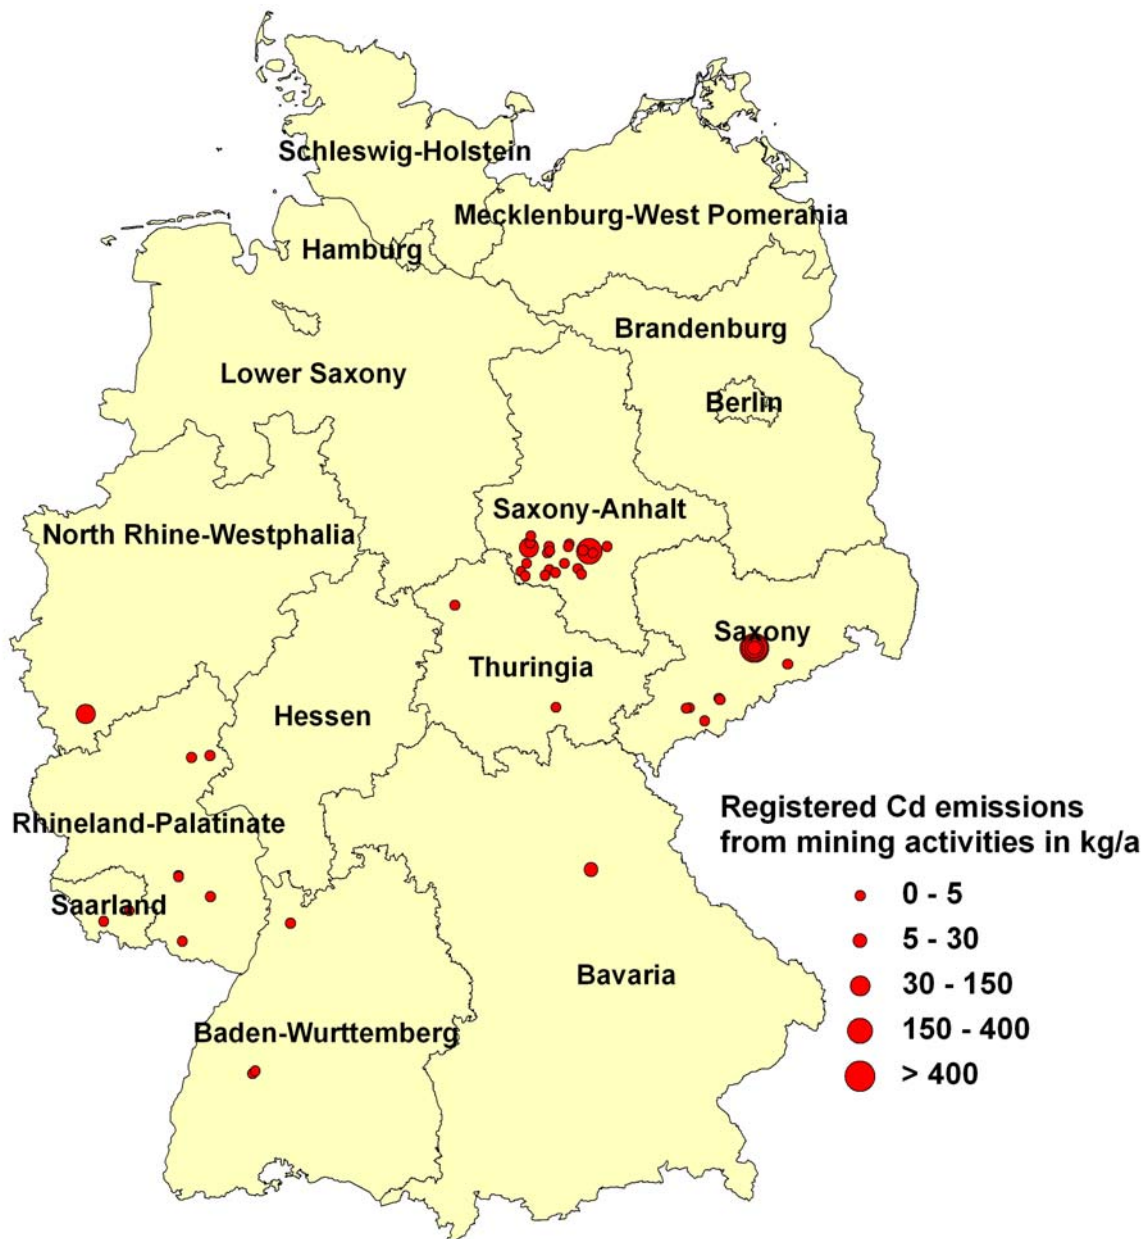 Schleswig-Holstein
Mecklenburg-West Pomerania
Hamburg
Brandenburg
Lower Saxony
Berlin
Saxony-Anhalt
North Rhine-Westphalia
Saxony
Thuringia
Hessen
Registered Cd emissions
from mining activities in kg/a
0 - 5
5 - 30
30 - 150
150 - 400
> 400
Rhineland-Palatinate
Saarland
Bavaria
Baden-Wurttemberg